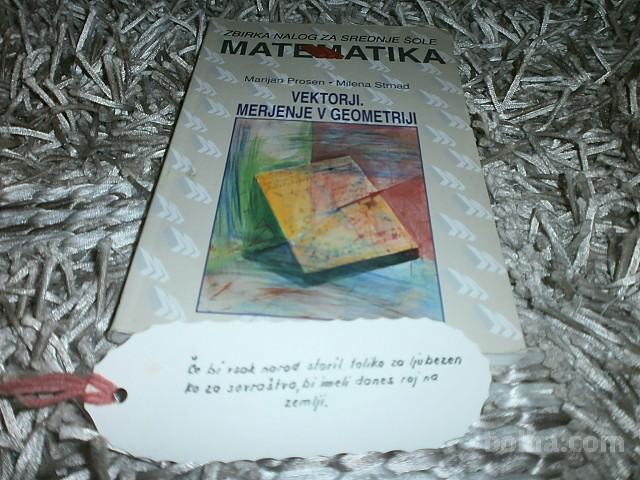 ZBIRKA NALOG ZA SREDNJE ŠOLE
MATEMATIKA
Marijan Prosen • Milena Strnad
VEKTORJI.
MERJENJE V GEOMETRIJI
Če bi vsak narod storil toliko za ljubezen
ko za sovraštvo, bi imeli danes raj na
zemlji.
bolha.com